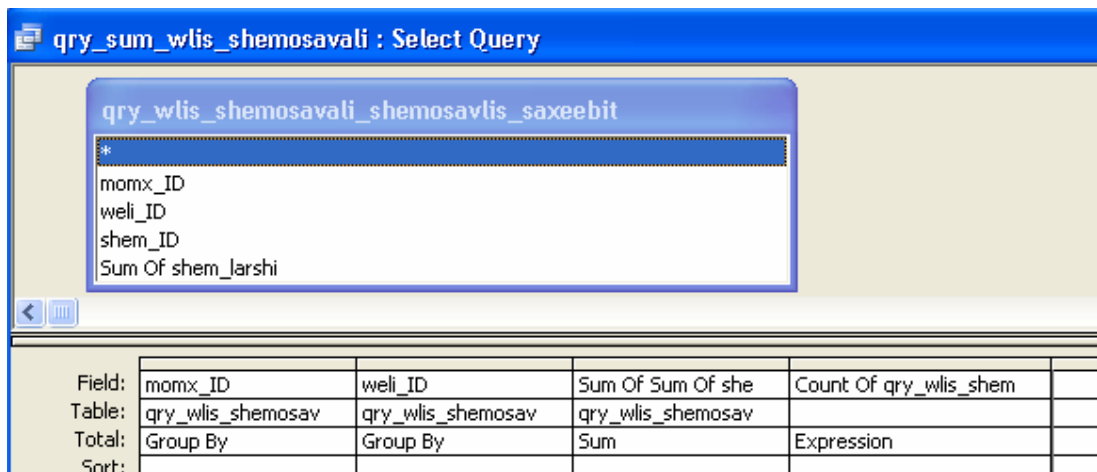 qry_sum_wlis_shemosavali : Select Query
qry_wlis_shemosavali_shemosavlis_saxeebit
*
momx_ID
weli_ID
shem_ID
Sum Of shem_larshi
Field: momx_ID weli_ID Sum Of Sum Of she Count Of qry_wlis_shem
Table: qry_wlis_shemosav qry_wlis_shemosav qry_wlis_shemosav
Total: Group By Group By Sum Expression
Sort: